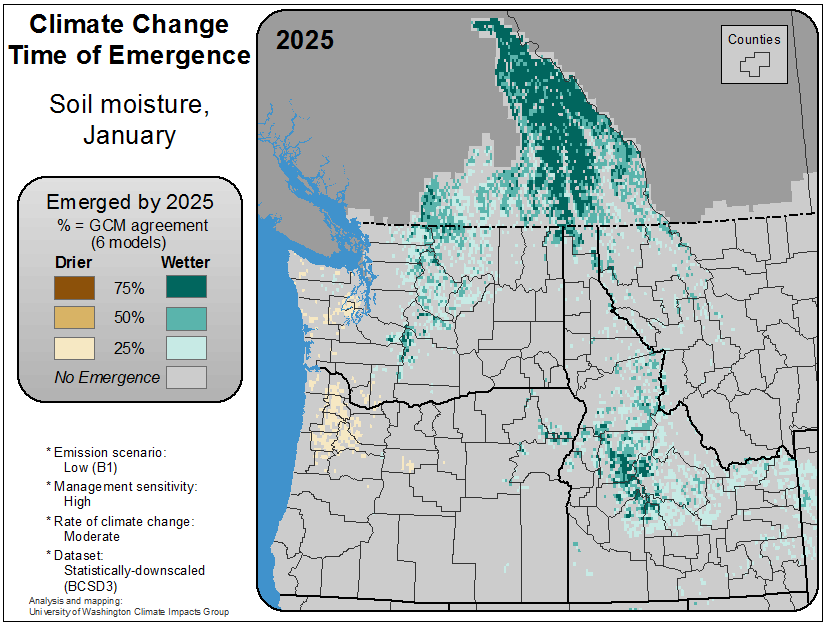 Climate Change
Time of Emergence
Soil moisture,
January
Emerged by 2025
% = GCM agreement
(6 models)
Drier
Wetter
75%
50%
25%
No Emergence
* Emission scenario:
Low (B1)
* Management sensitivity:
High
* Rate of climate change:
Moderate
* Dataset:
Statistically-downscaled
(BCSD3)
Analysis and mapping:
University of Washington Climate Impacts Group
2025
Counties